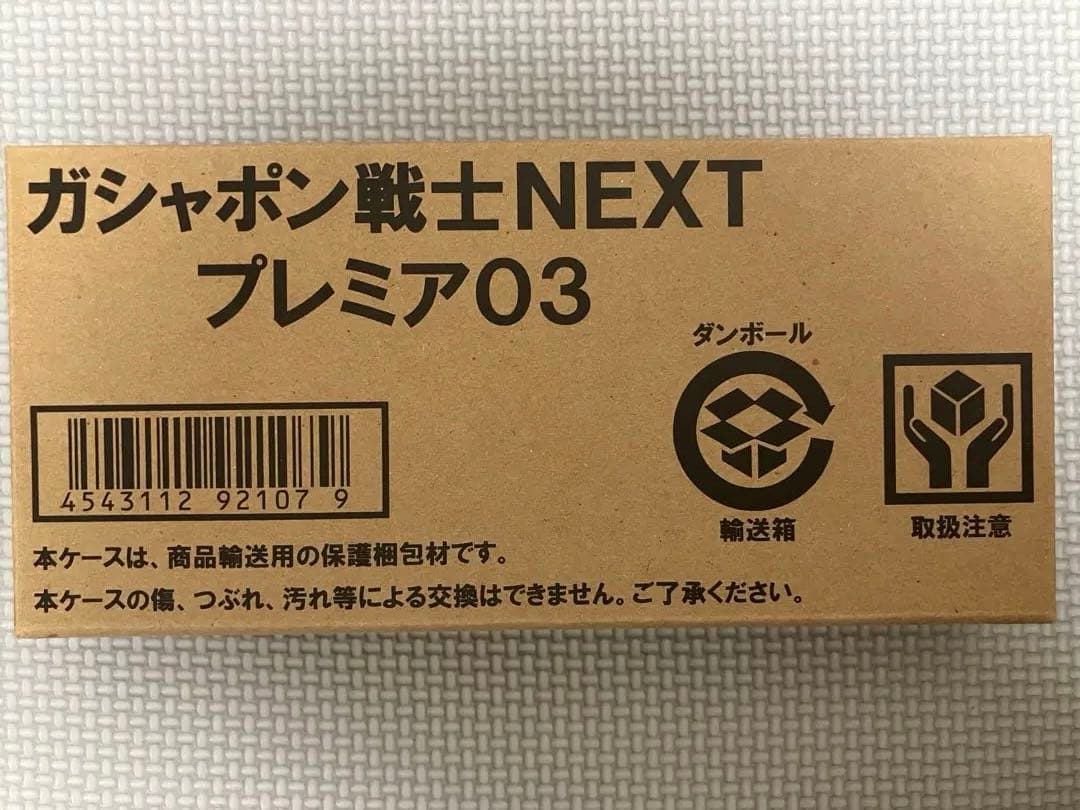 ガシャポン戦士NEXT
プレミア03
ダンボール
輸送箱
取扱注意
4543112 92107 9
本ケースは、商品輸送用の保護梱包材です。
本ケースの傷、つぶれ、汚れ等による交換はできません。ご了承ください。